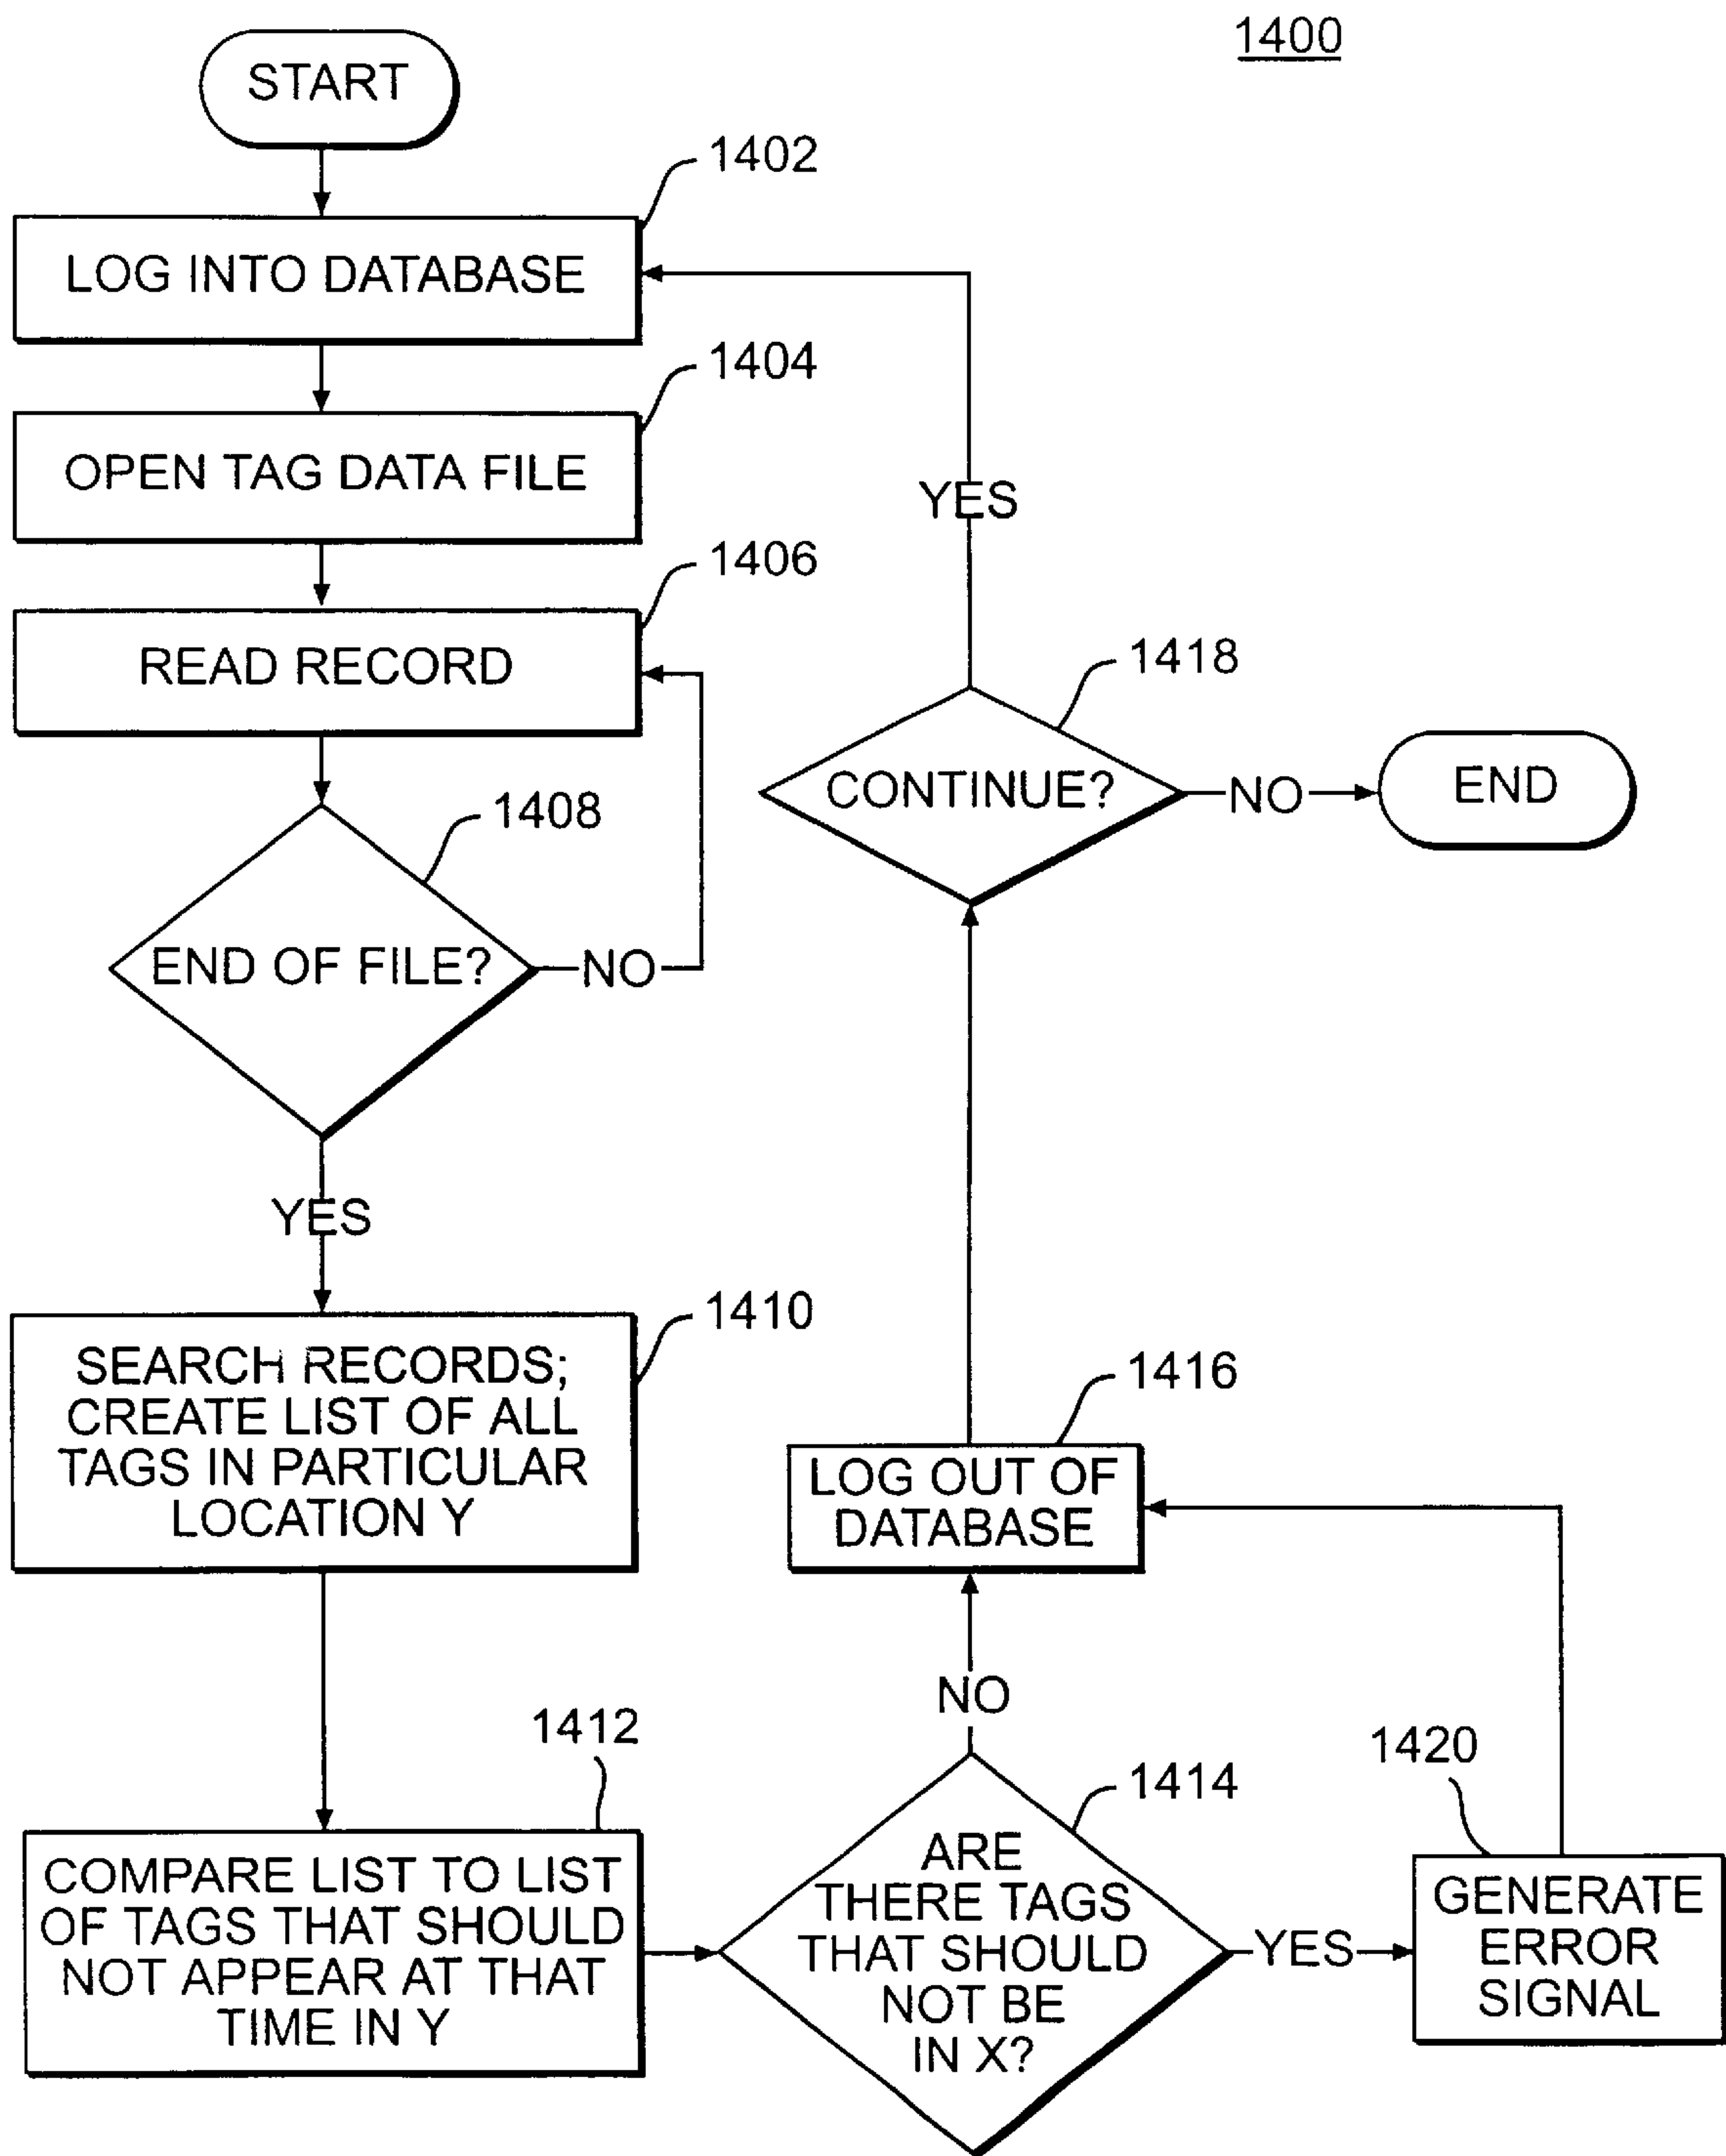 1400
START
1402
LOG INTO DATABASE
1404
OPEN TAG DATA FILE
1406
READ RECORD
1408
END OF FILE?
NO
YES
1410
SEARCH RECORDS;
CREATE LIST OF ALL
TAGS IN PARTICULAR
LOCATION Y
1412
COMPARE LIST TO LIST
OF TAGS THAT SHOULD
NOT APPEAR AT THAT
TIME IN Y
1414
ARE
THERE TAGS
THAT SHOULD
NOT BE
IN X?
YES
1420
GENERATE
ERROR
SIGNAL
NO
1416
LOG OUT OF
DATABASE
1418
CONTINUE?
YES
NO
END